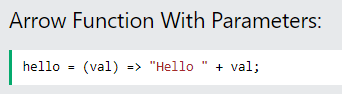 Arrow Function With Parameters:
hello = (val) => "Hello " + val;